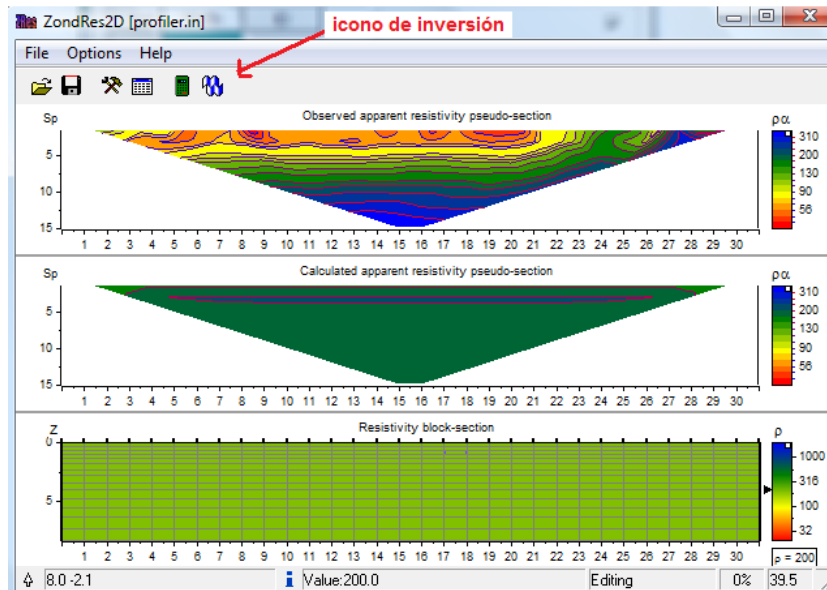 ZondRes2D [profiler.in]
icono de inversión
File Options Help
Sp Observed apparent resistivity pseudo-section ρα
310
200
130
90
56
5
10
15
1 2 3 4 5 6 7 8 9 10 11 12 13 14 15 16 17 18 19 20 21 22 23 24 25 26 27 28 29 30
Sp Calculated apparent resistivity pseudo-section ρα
310
200
130
90
56
5
10
15
1 2 3 4 5 6 7 8 9 10 11 12 13 14 15 16 17 18 19 20 21 22 23 24 25 26 27 28 29 30
Z Resistivity block-section ρ
0
5
1000
316
100
32
1 2 3 4 5 6 7 8 9 10 11 12 13 14 15 16 17 18 19 20 21 22 23 24 25 26 27 28 29 30
ρ = 200
8.0 -2.1 Value:200.0 Editing 0% 39.5